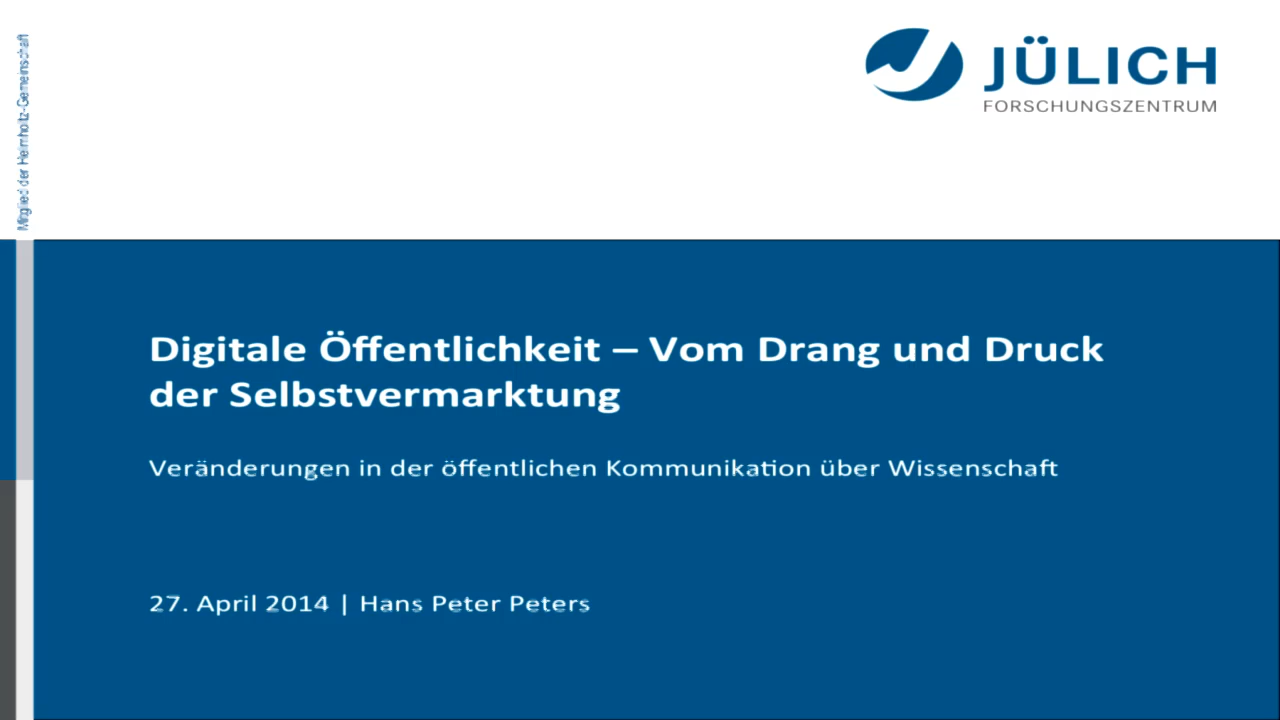 Mitglied der Helmholtz-Gemeinschaft
JÜLICH
FORSCHUNGSZENTRUM
Digitale Öffentlichkeit – Vom Drang und Druck
der Selbstvermarktung
Veränderungen in der öffentlichen Kommunikation über Wissenschaft
27. April 2014 | Hans Peter Peters